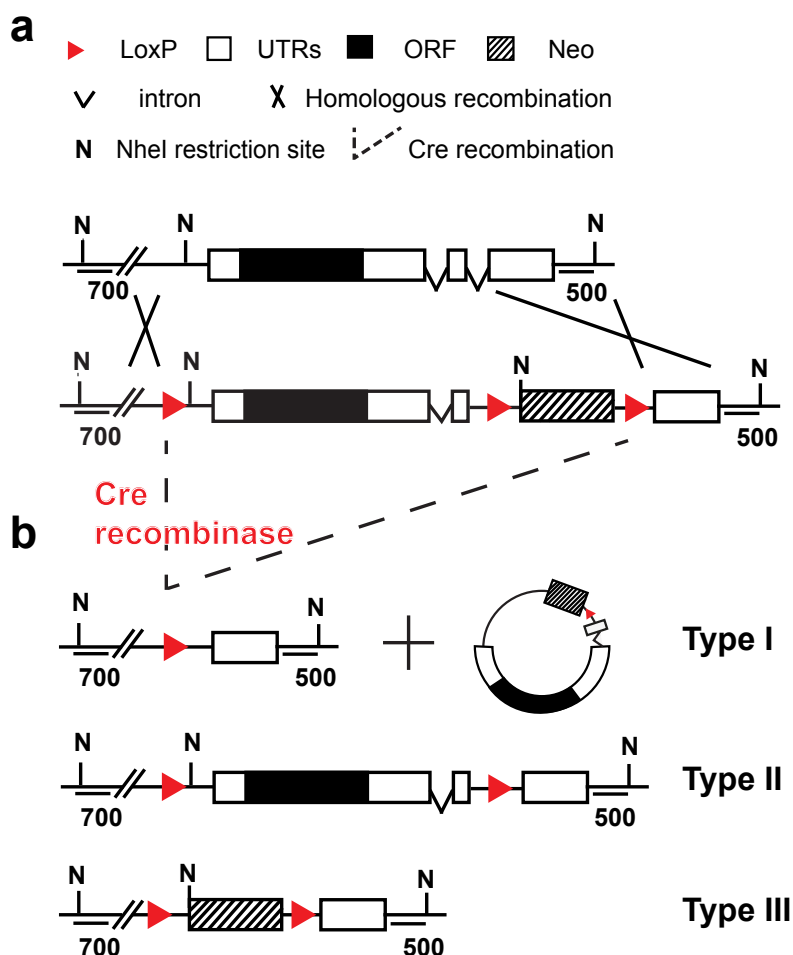 a
LoxP UTRs ORF Neo
intron Homologous recombination
N NheI restriction site Cre recombination
N N N
700 500
N N N N
700 500
Cre
recombinase
b
N N
700 500
Type I
N N N
700 500
Type II
N N N
700 500
Type III